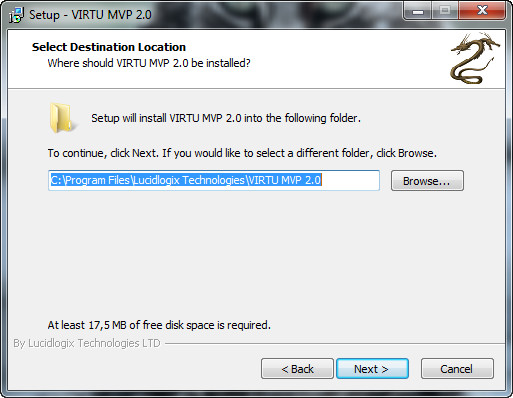 Setup - VIRTU MVP 2.0
Select Destination Location
Where should VIRTU MVP 2.0 be installed?
Setup will install VIRTU MVP 2.0 into the following folder.
To continue, click Next. If you would like to select a different folder, click Browse.
C:\Program Files\Lucidlogix Technologies\VIRTU MVP 2.0
Browse...
At least 17,5 MB of free disk space is required.
By Lucidlogix Technologies LTD
< Back
Next >
Cancel